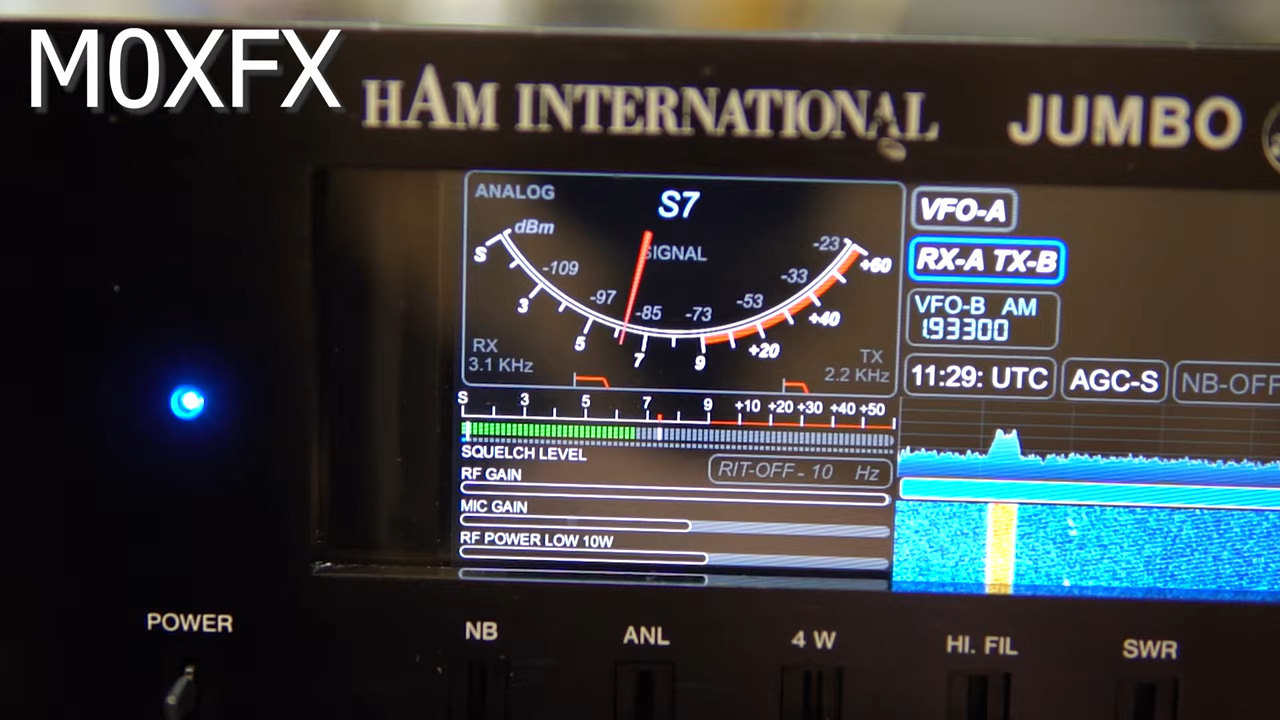 M0XFX
HAM INTERNATIONAL JUMBO
ANALOG
S7
dBm
SIGNAL
S 3 5 7 9 +20 +40 +60
-109 -97 -85 -73 -53 -33 -23
RX
3.1 KHz
TX
2.2 KHz
S 3 5 7 9 +10 +20 +30 +40 +50
SQUELCH LEVEL
RIT-OFF - 10 Hz
RF GAIN
MIC GAIN
RF POWER LOW 10W
VFO-A
RX-A TX-B
VFO-B AM
1.93300
11:29: UTC AGC-S NB-OFF
POWER NB ANL 4 W HI. FIL SWR